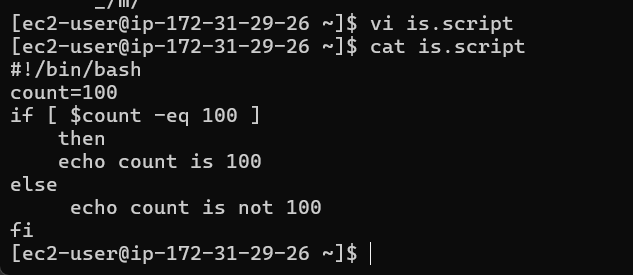 _/m/
[ec2-user@ip-172-31-29-26 ~]$ vi is.script
[ec2-user@ip-172-31-29-26 ~]$ cat is.script
#!/bin/bash
count=100
if [ $count -eq 100 ]
    then
    echo count is 100
else
     echo count is not 100
fi
[ec2-user@ip-172-31-29-26 ~]$